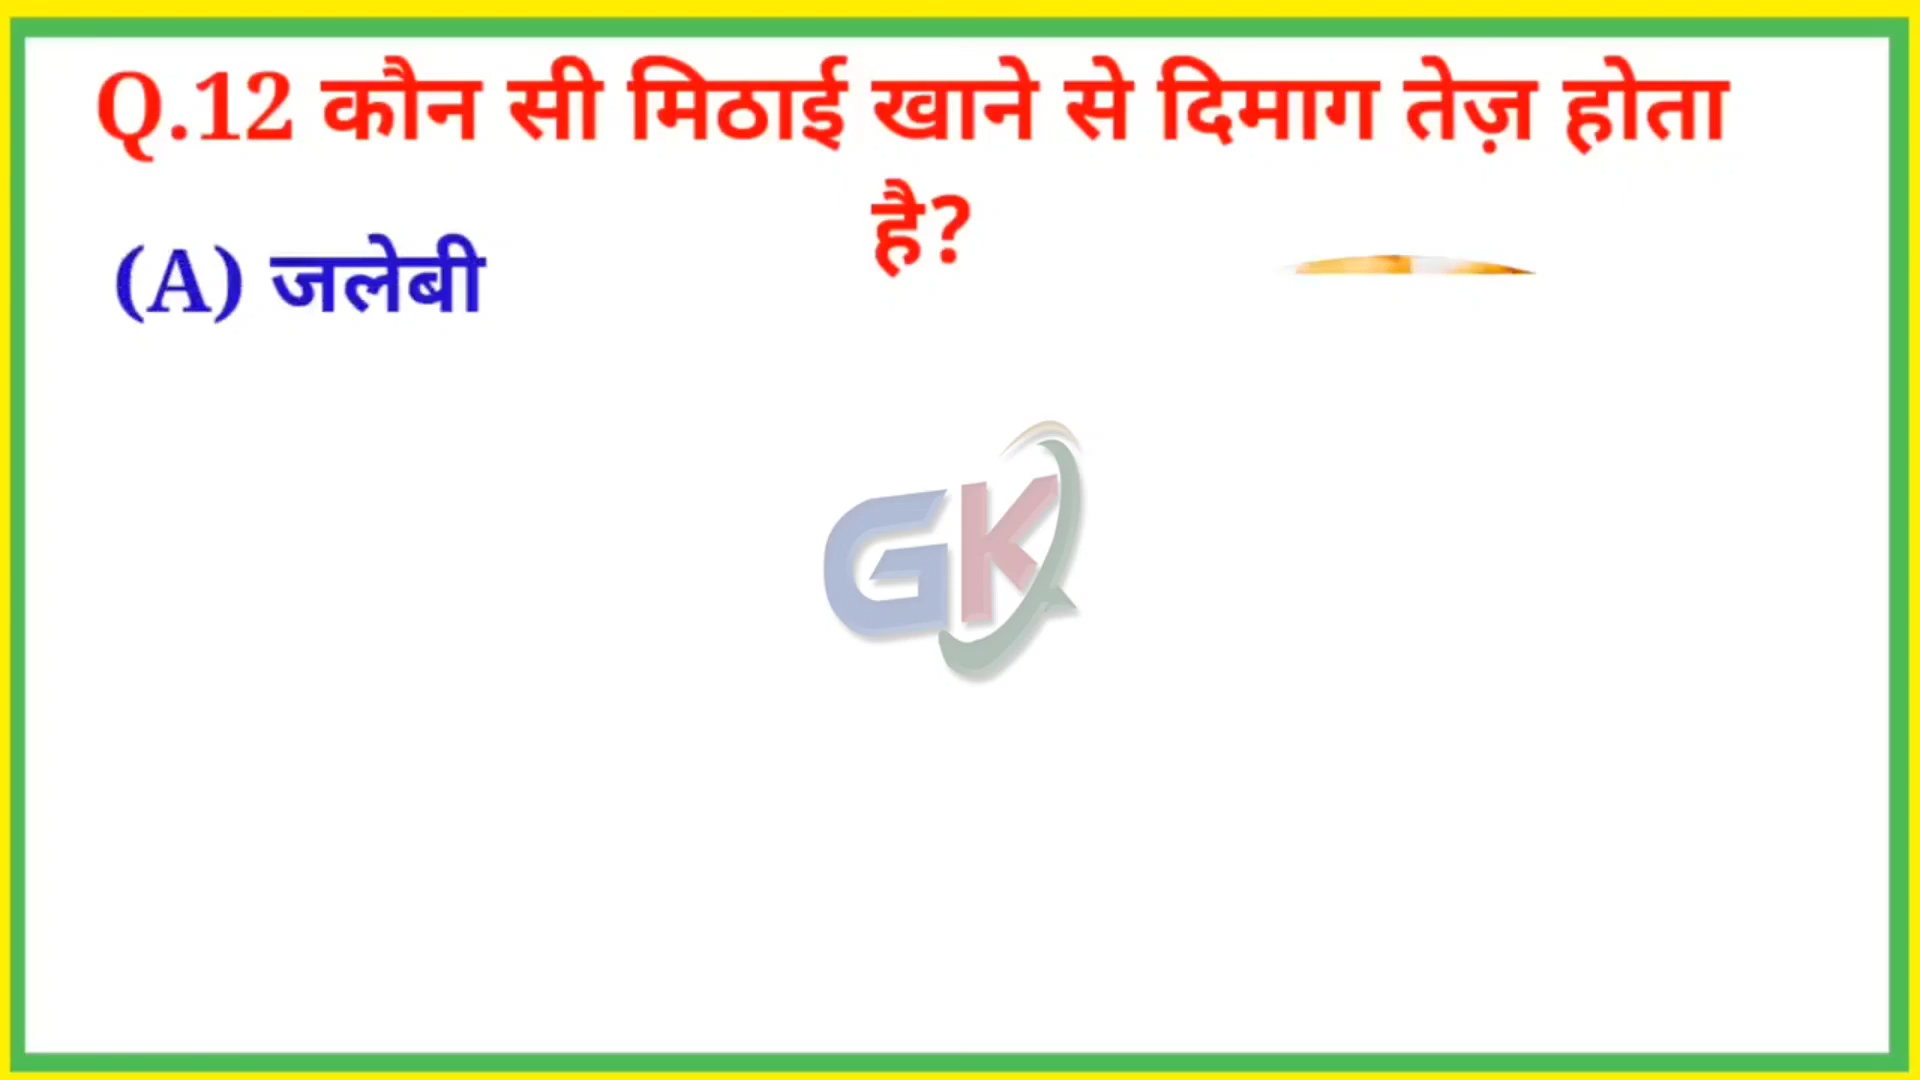 Q.12 कौन सी मिठाई खाने से दिमाग तेज़ होता
है?
(A) जलेबी
GK